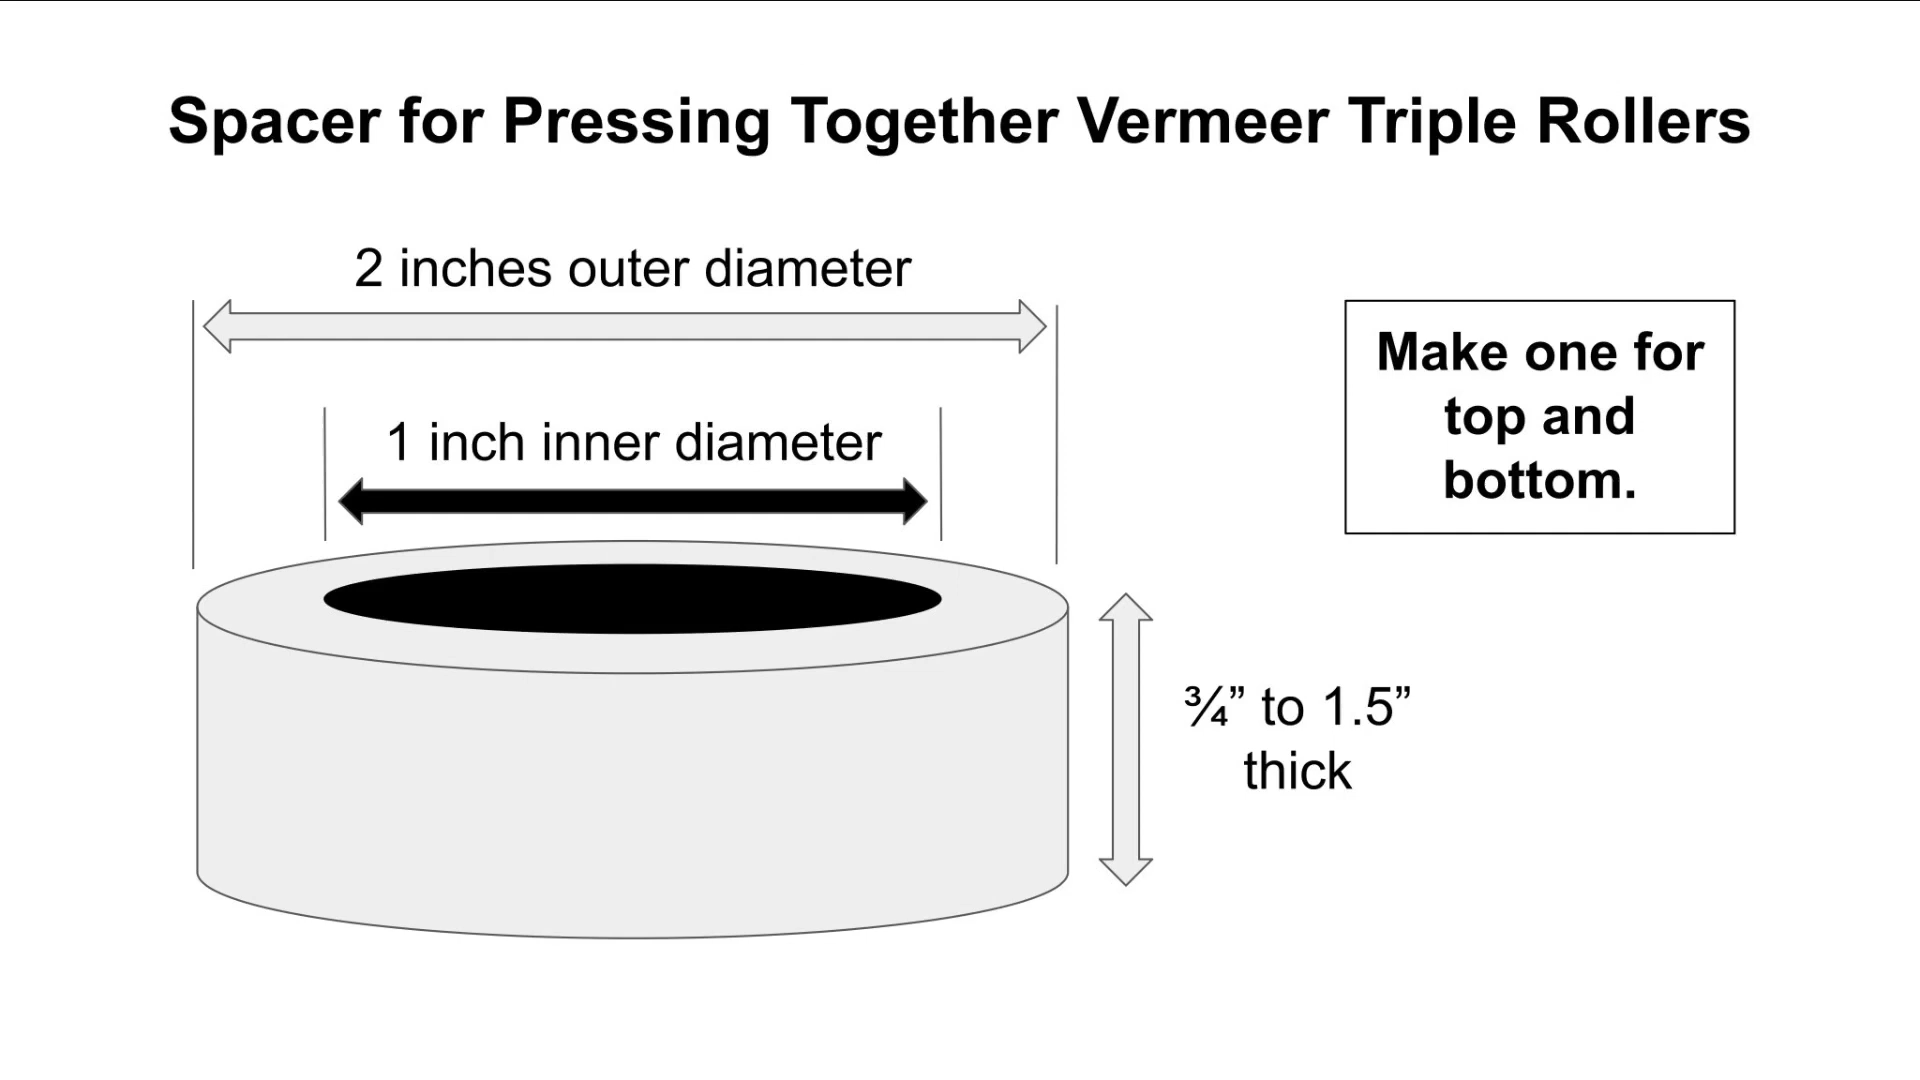 Spacer for Pressing Together Vermeer Triple Rollers
2 inches outer diameter
1 inch inner diameter
Make one for
top and
bottom.
¾” to 1.5”
thick